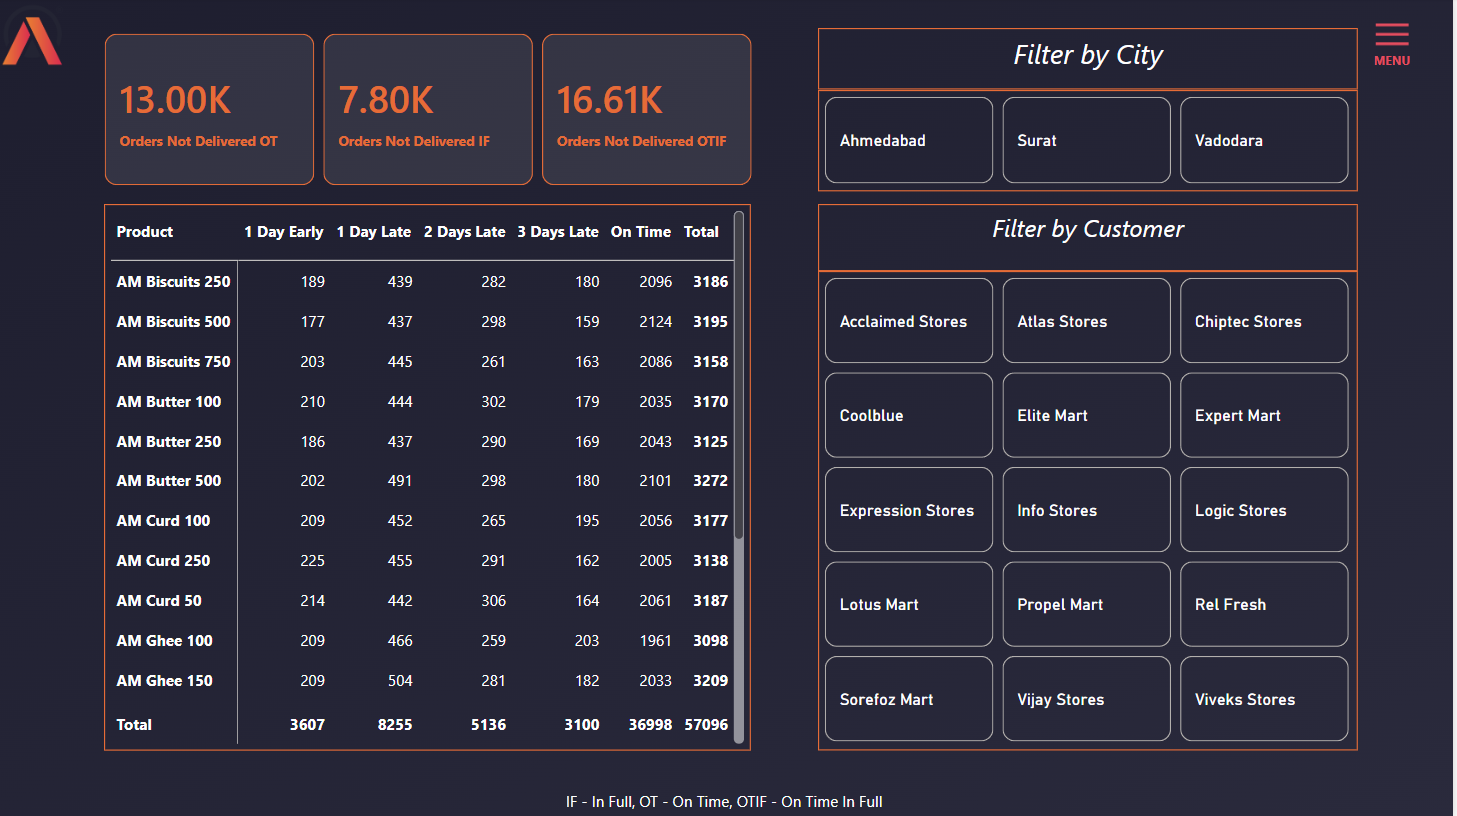 13.00K
Orders Not Delivered OT
7.80K
Orders Not Delivered IF
16.61K
Orders Not Delivered OTIF
Filter by City
MENU
Ahmedabad
Surat
Vadodara
Product 1 Day Early 1 Day Late 2 Days Late 3 Days Late On Time Total
AM Biscuits 250 189 439 282 180 2096 3186
AM Biscuits 500 177 437 298 159 2124 3195
AM Biscuits 750 203 445 261 163 2086 3158
AM Butter 100 210 444 302 179 2035 3170
AM Butter 250 186 437 290 169 2043 3125
AM Butter 500 202 491 298 180 2101 3272
AM Curd 100 209 452 265 195 2056 3177
AM Curd 250 225 455 291 162 2005 3138
AM Curd 50 214 442 306 164 2061 3187
AM Ghee 100 209 466 259 203 1961 3098
AM Ghee 150 209 504 281 182 2033 3209
Total 3607 8255 5136 3100 36998 57096
Filter by Customer
Acclaimed Stores
Atlas Stores
Chiptec Stores
Coolblue
Elite Mart
Expert Mart
Expression Stores
Info Stores
Logic Stores
Lotus Mart
Propel Mart
Rel Fresh
Sorefoz Mart
Vijay Stores
Viveks Stores
IF - In Full, OT - On Time, OTIF - On Time In Full